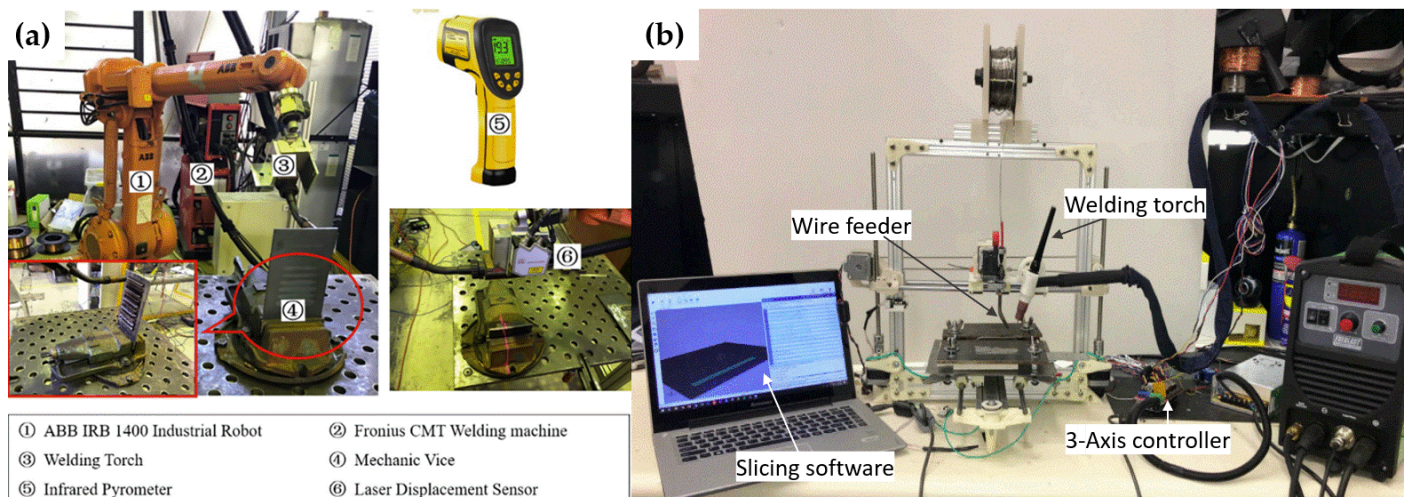 (a)
ABB
ABB
①
②
③
④
⑤
⑥
① ABB IRB 1400 Industrial Robot
② Fronius CMT Welding machine
③ Welding Torch
④ Mechanic Vice
⑤ Infrared Pyrometer
⑥ Laser Displacement Sensor
(b)
Wire feeder
Welding torch
3-Axis controller
Slicing software
EVERLAST